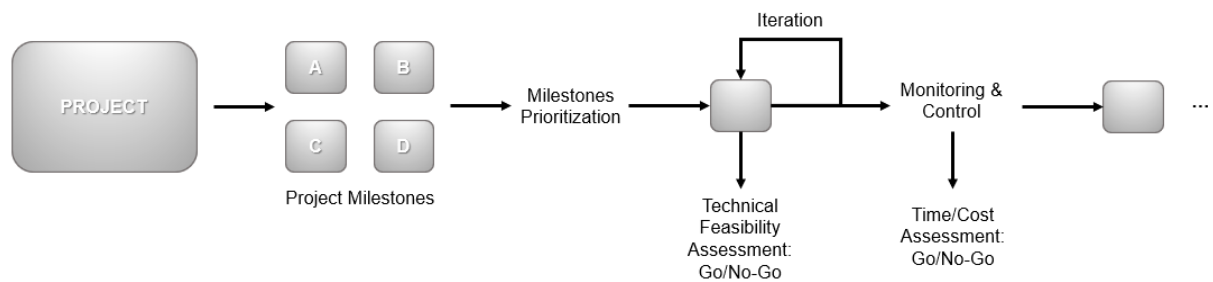 Iteration
PROJECT
A
B
C
D
Project Milestones
Milestones
Prioritization
Technical
Feasibility
Assessment:
Go/No-Go
Monitoring &
Control
Time/Cost
Assessment:
Go/No-Go
...